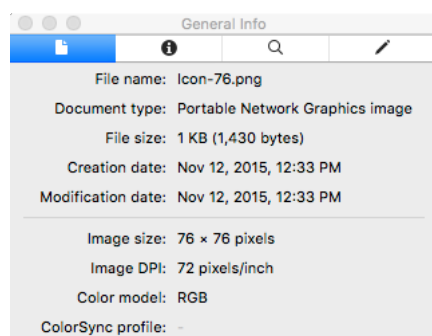 General Info
File name: Icon-76.png
Document type: Portable Network Graphics image
File size: 1 KB (1,430 bytes)
Creation date: Nov 12, 2015, 12:33 PM
Modification date: Nov 12, 2015, 12:33 PM
Image size: 76 × 76 pixels
Image DPI: 72 pixels/inch
Color model: RGB
ColorSync profile: -